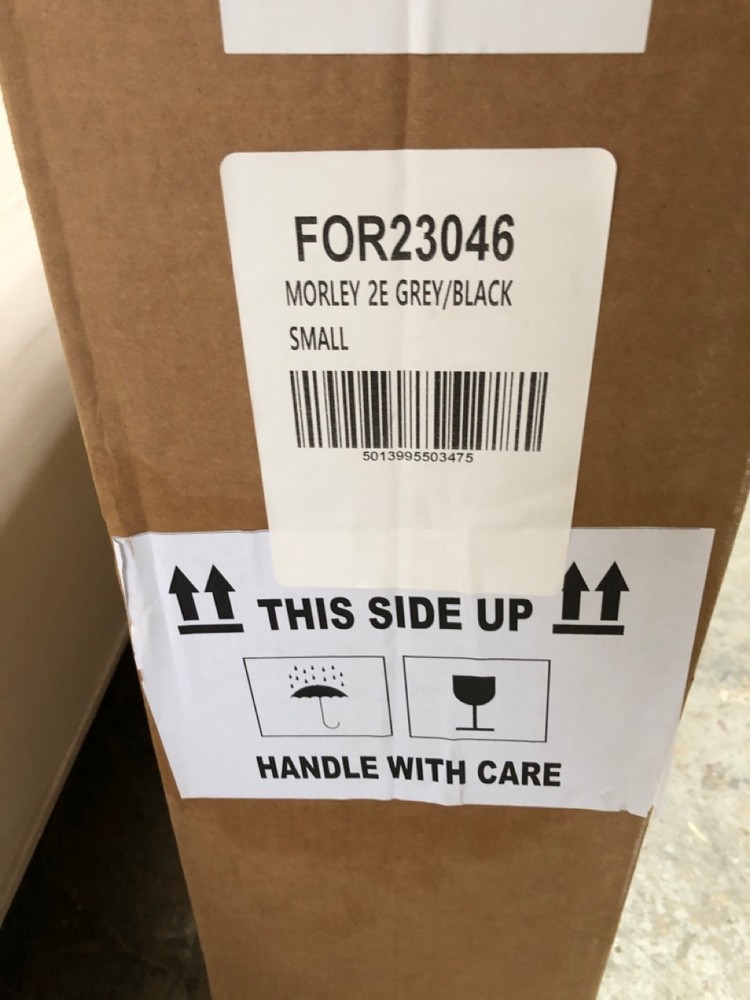 FOR23046
MORLEY 2E GREY/BLACK
SMALL
5013995503475
THIS SIDE UP
HANDLE WITH CARE